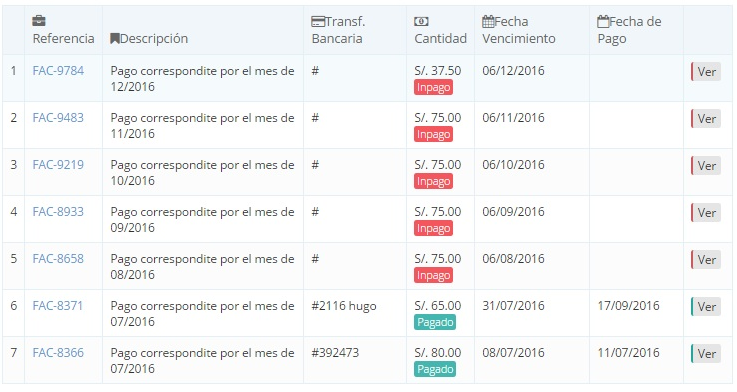 Referencia Descripción Transf. Bancaria Cantidad Fecha Vencimiento Fecha de Pago
1 FAC-9784 Pago correspondite por el mes de 12/2016 # S/. 37.50 Inpago 06/12/2016 Ver
2 FAC-9483 Pago correspondite por el mes de 11/2016 # S/. 75.00 Inpago 06/11/2016 Ver
3 FAC-9219 Pago correspondite por el mes de 10/2016 # S/. 75.00 Inpago 06/10/2016 Ver
4 FAC-8933 Pago correspondite por el mes de 09/2016 # S/. 75.00 Inpago 06/09/2016 Ver
5 FAC-8658 Pago correspondite por el mes de 08/2016 # S/. 75.00 Inpago 06/08/2016 Ver
6 FAC-8371 Pago correspondite por el mes de 07/2016 #2116 hugo S/. 65.00 Pagado 31/07/2016 17/09/2016 Ver
7 FAC-8366 Pago correspondite por el mes de 07/2016 #392473 S/. 80.00 Pagado 08/07/2016 11/07/2016 Ver